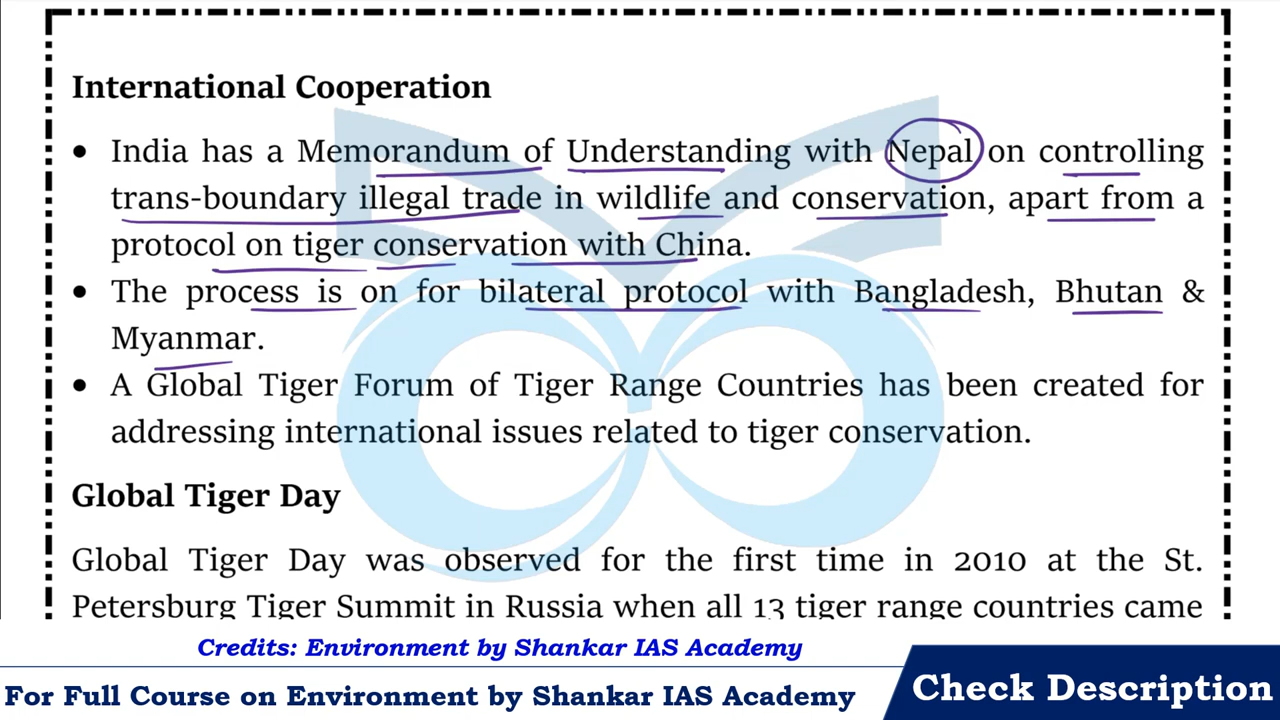 International Cooperation
• India has a Memorandum of Understanding with Nepal on controlling
trans-boundary illegal trade in wildlife and conservation, apart from a
protocol on tiger conservation with China.
• The process is on for bilateral protocol with Bangladesh, Bhutan &
Myanmar.
• A Global Tiger Forum of Tiger Range Countries has been created for
addressing international issues related to tiger conservation.
Global Tiger Day
Global Tiger Day was observed for the first time in 2010 at the St.
Petersburg Tiger Summit in Russia when all 13 tiger range countries came
Credits: Environment by Shankar IAS Academy
For Full Course on Environment by Shankar IAS Academy
Check Description